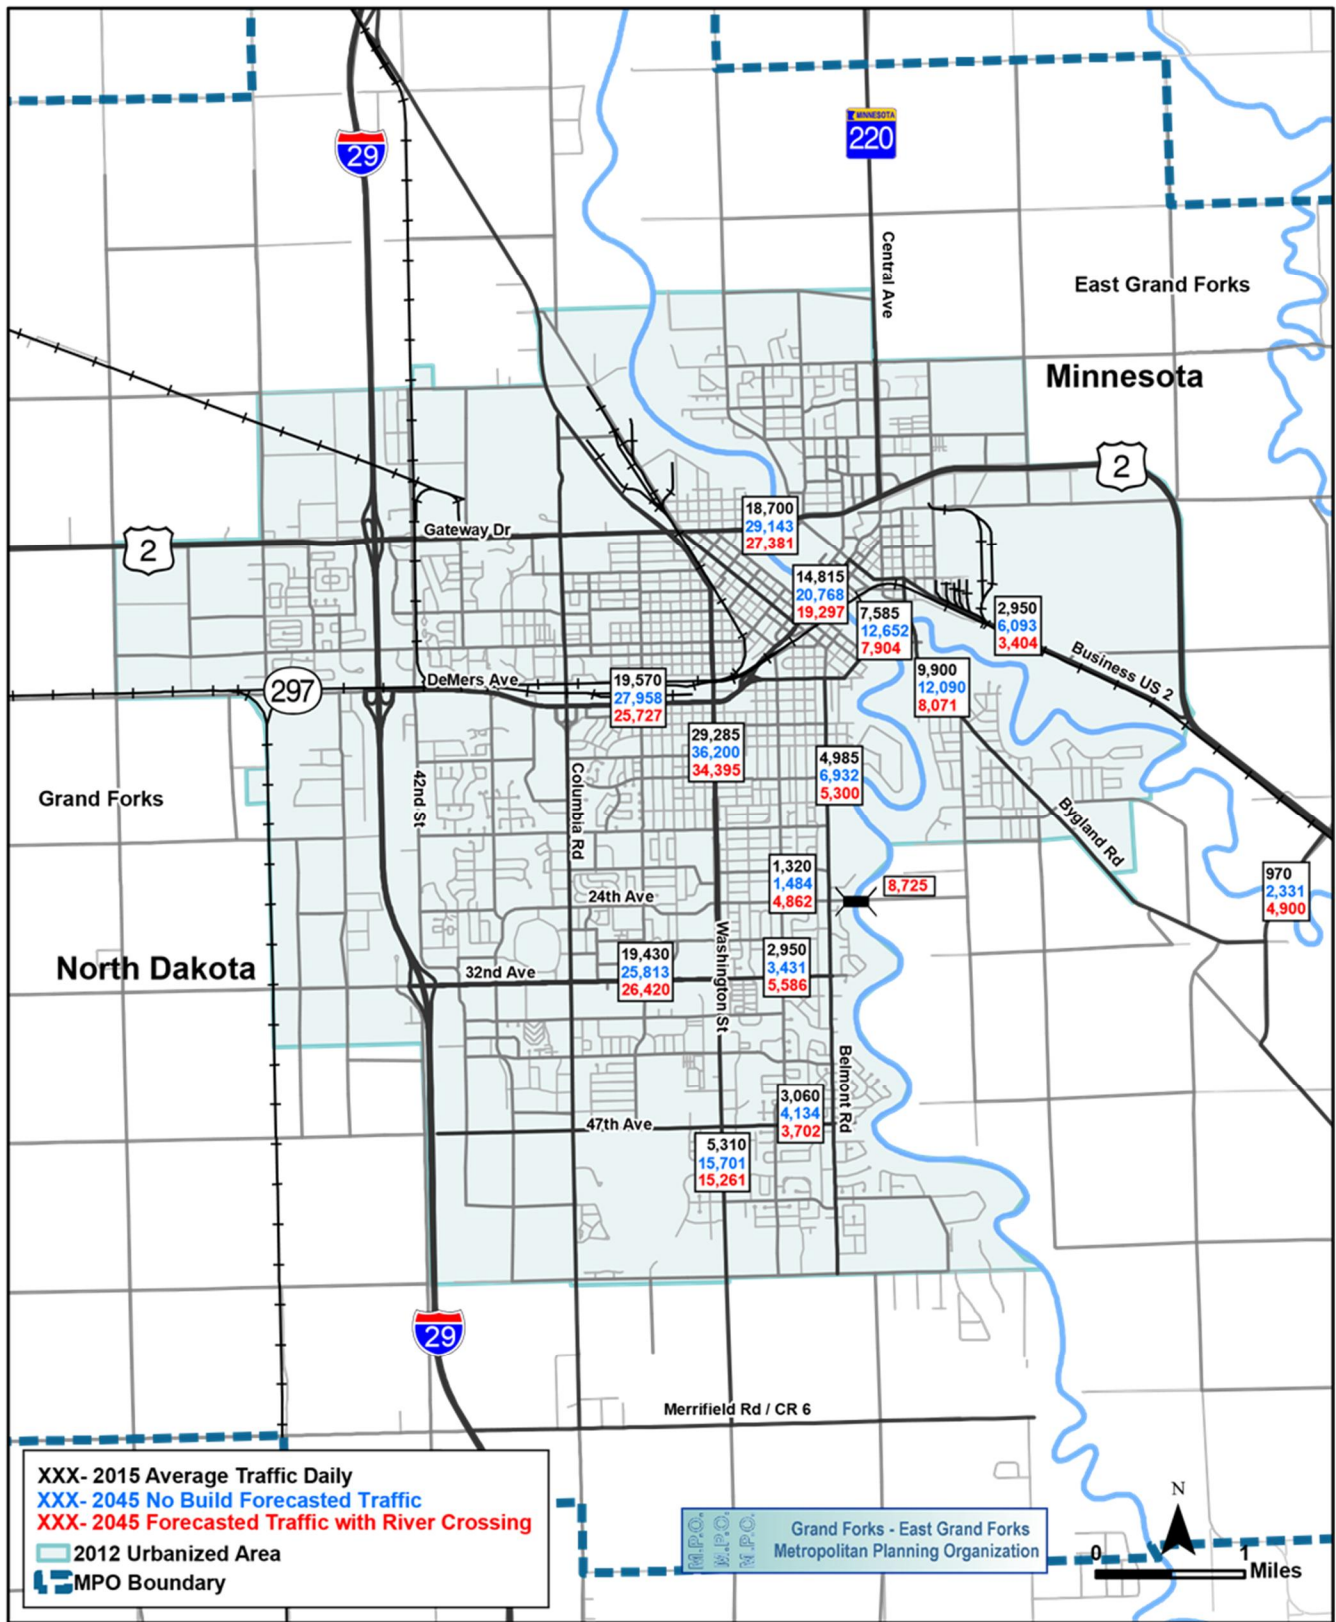 29
MINNESOTA
220
Central Ave
East Grand Forks
Minnesota
2
2
Gateway Dr
18,700
29,143
27,381
14,815
20,768
19,297
7,585
12,652
7,904
2,950
6,093
3,404
Business US 2
9,900
12,090
8,071
297
DeMers Ave
19,570
27,958
25,727
29,285
36,200
34,395
4,985
6,932
5,300
Grand Forks
42nd St
Columbia Rd
Bygland Rd
1,320
1,484
4,862
8,725
970
2,331
4,900
24th Ave
Washington St
North Dakota
32nd Ave
19,430
25,813
26,420
2,950
3,431
5,586
Belmont Rd
3,060
4,134
3,702
47th Ave
5,310
15,701
15,261
29
Merrifield Rd / CR 6
XXX- 2015 Average Traffic Daily
XXX- 2045 No Build Forecasted Traffic
XXX- 2045 Forecasted Traffic with River Crossing
2012 Urbanized Area
MPO Boundary
M.P.O.
M.P.O.
M.P.O.
Grand Forks - East Grand Forks
Metropolitan Planning Organization
N
0 1
Miles